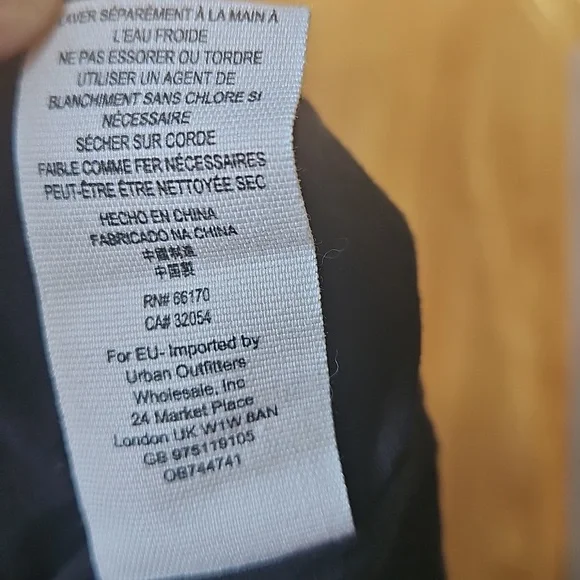 LAVER SÉPARÉMENT À LA MAIN À
L'EAU FROIDE
NE PAS ESSORER OU TORDRE
UTILISER UN AGENT DE
BLANCHIMENT SANS CHLORE SI
NÉCESSAIRE
SÉCHER SUR CORDE
FAIBLE COMME FER NÉCESSAIRES
PEUT-ÊTRE ÊTRE NETTOYÉE SEC
HECHO EN CHINA
FABRICADO NA CHINA
中國製造
中国製
RN# 66170
CA# 32054
For EU- Imported by
Urban Outfitters
Wholesale, Inc
24 Market Place
London UK W1W 8AN
GB 975119105
OB744741